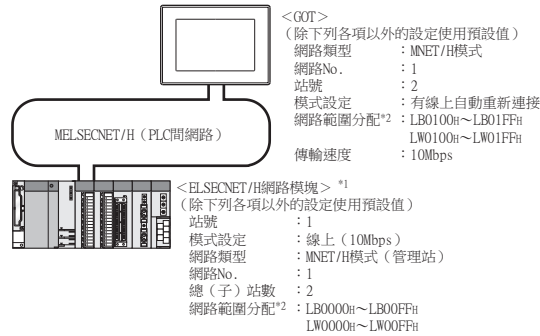 <GOT>
(除下列各項以外的設定使用預設值)
網路類型 :MNET/H模式
網路No. :1
站號 :2
模式設定 :有線上自動重新連接
網路範圍分配*2 :LB0100H~LB01FFH
LW0100H~LW01FFH
傳輸速度 :10Mbps
MELSECNET/H(PLC間網路)
<ELSECNET/H網路模塊> *1
(除下列各項以外的設定使用預設值)
站號 :1
模式設定 :線上(10Mbps)
網路類型 :MNET/H模式(管理站)
網路No. :1
總(子)站數 :2
網路範圍分配*2 :LB0000H~LB00FFH
LW0000H~LW00FFH